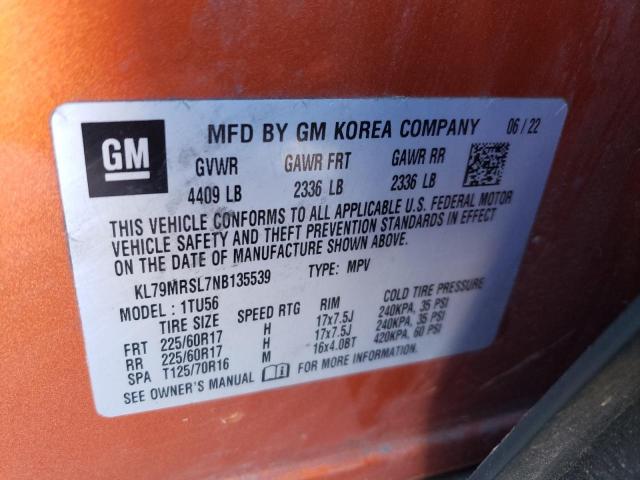 GM
MFD BY GM KOREA COMPANY 06/22
GVWR GAWR FRT GAWR RR
4409 LB 2336 LB 2336 LB
THIS VEHICLE CONFORMS TO ALL APPLICABLE U.S. FEDERAL MOTOR
VEHICLE SAFETY AND THEFT PREVENTION STANDARDS IN EFFECT
ON THE DATE OF MANUFACTURE SHOWN ABOVE.
KL79MRSL7NB135539 TYPE: MPV
MODEL: 1TU56
TIRE SIZE SPEED RTG RIM COLD TIRE PRESSURE
FRT 225/60R17 H 17x7.5J 240KPA, 35 PSI
RR 225/60R17 H 17x7.5J 240KPA, 35 PSI
SPA T125/70R16 M 16x4.0BT 420KPA, 60 PSI
SEE OWNER'S MANUAL FOR MORE INFORMATION.